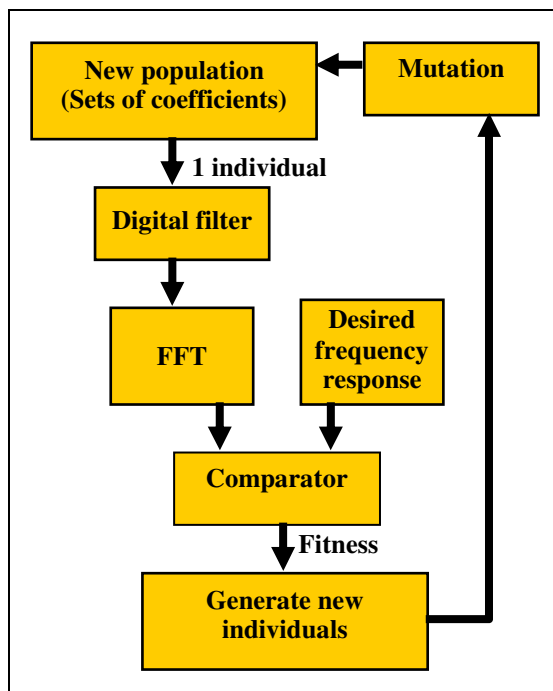 New population
(Sets of coefficients)
Mutation
1 individual
Digital filter
FFT
Desired
frequency
response
Comparator
Fitness
Generate new
individuals